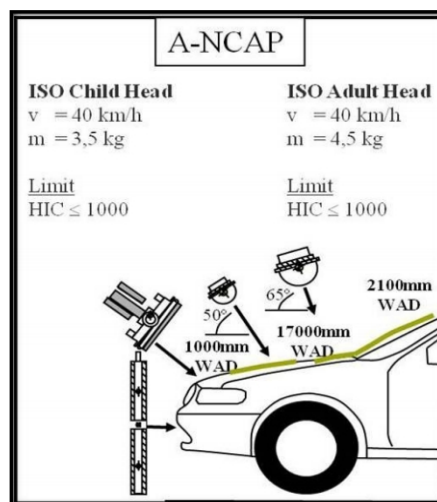 A-NCAP
ISO Child Head
v = 40 km/h
m = 3,5 kg
Limit
HIC ≤ 1000
ISO Adult Head
v = 40 km/h
m = 4,5 kg
Limit
HIC ≤ 1000
50°
65°
1000mm
WAD
17000mm
WAD
2100mm
WAD